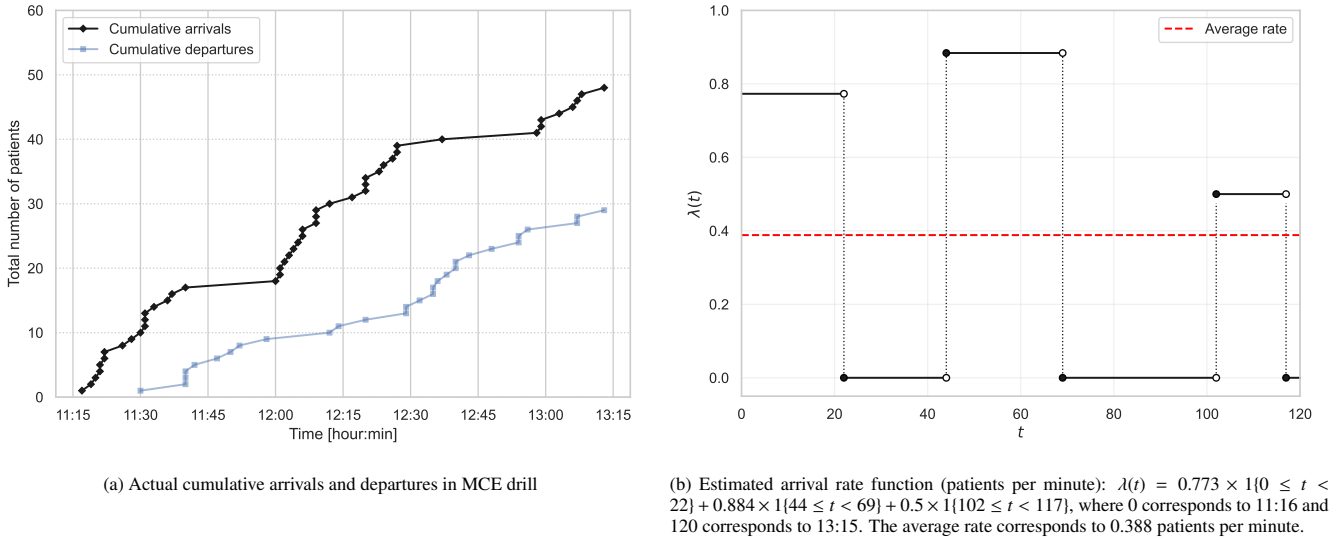 60
50
40
30
20
10
0
Total number of patients
Cumulative arrivals
Cumulative departures
11:15 11:30 11:45 12:00 12:15 12:30 12:45 13:00 13:15
Time [hour:min]
(a) Actual cumulative arrivals and departures in MCE drill
1.0
0.8
0.6
0.4
0.2
0.0
λ(t)
Average rate
0 20 40 60 80 100 120
t
(b) Estimated arrival rate function (patients per minute): λ(t) = 0.773 × 1{0 ≤ t <
22} + 0.884 × 1{44 ≤ t < 69} + 0.5 × 1{102 ≤ t < 117}, where 0 corresponds to 11:16 and
120 corresponds to 13:15. The average rate corresponds to 0.388 patients per minute.